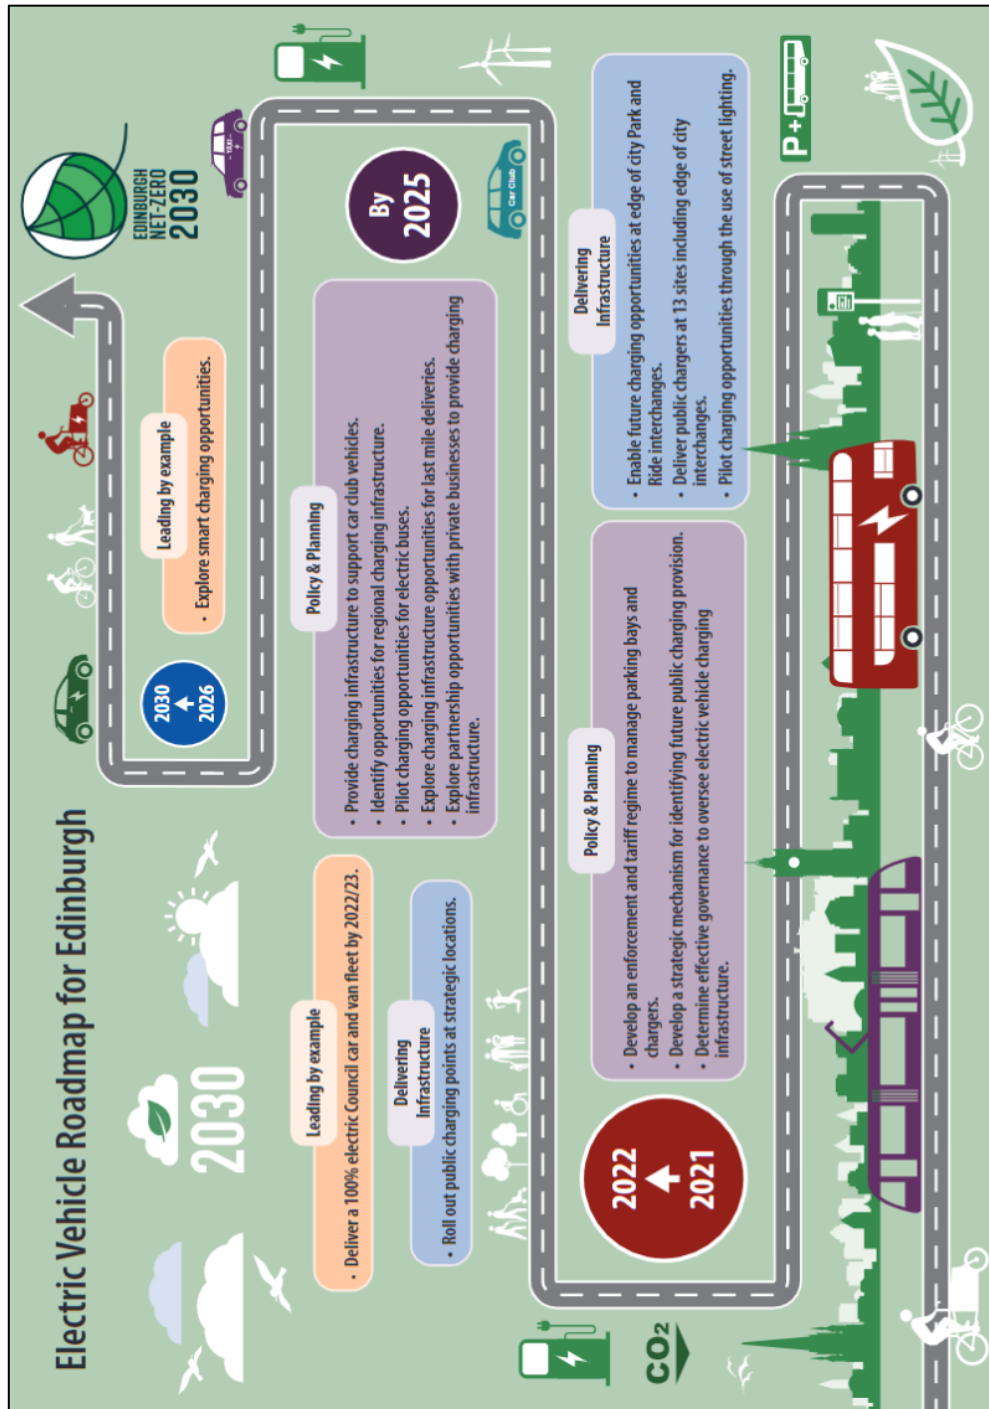 Electric Vehicle Roadmap for Edinburgh
EDINBURGH
NET-ZERO
2030
2030
Leading by example
• Explore smart charging opportunities.
2030
2026
TAXI
Leading by example
• Deliver a 100% electric Council car and van fleet by 2022/23.
Delivering
Infrastructure
• Roll out public charging points at strategic locations.
Policy & Planning
• Provide charging infrastructure to support car club vehicles.
• Identify opportunities for regional charging infrastructure.
• Pilot charging opportunities for electric buses.
• Explore charging infrastructure opportunities for last mile deliveries.
• Explore partnership opportunities with private businesses to provide charging
infrastructure.
By
2025
Car Club
2022
2021
Policy & Planning
• Develop an enforcement and tariff regime to manage parking bays and
chargers.
• Develop a strategic mechanism for identifying future public charging provision.
• Determine effective governance to oversee electric vehicle charging
infrastructure.
Delivering
Infrastructure
• Enable future charging opportunities at edge of city Park and
Ride interchanges.
• Deliver public chargers at 13 sites including edge of city
interchanges.
• Pilot charging opportunities through the use of street lighting.
CO2
P+